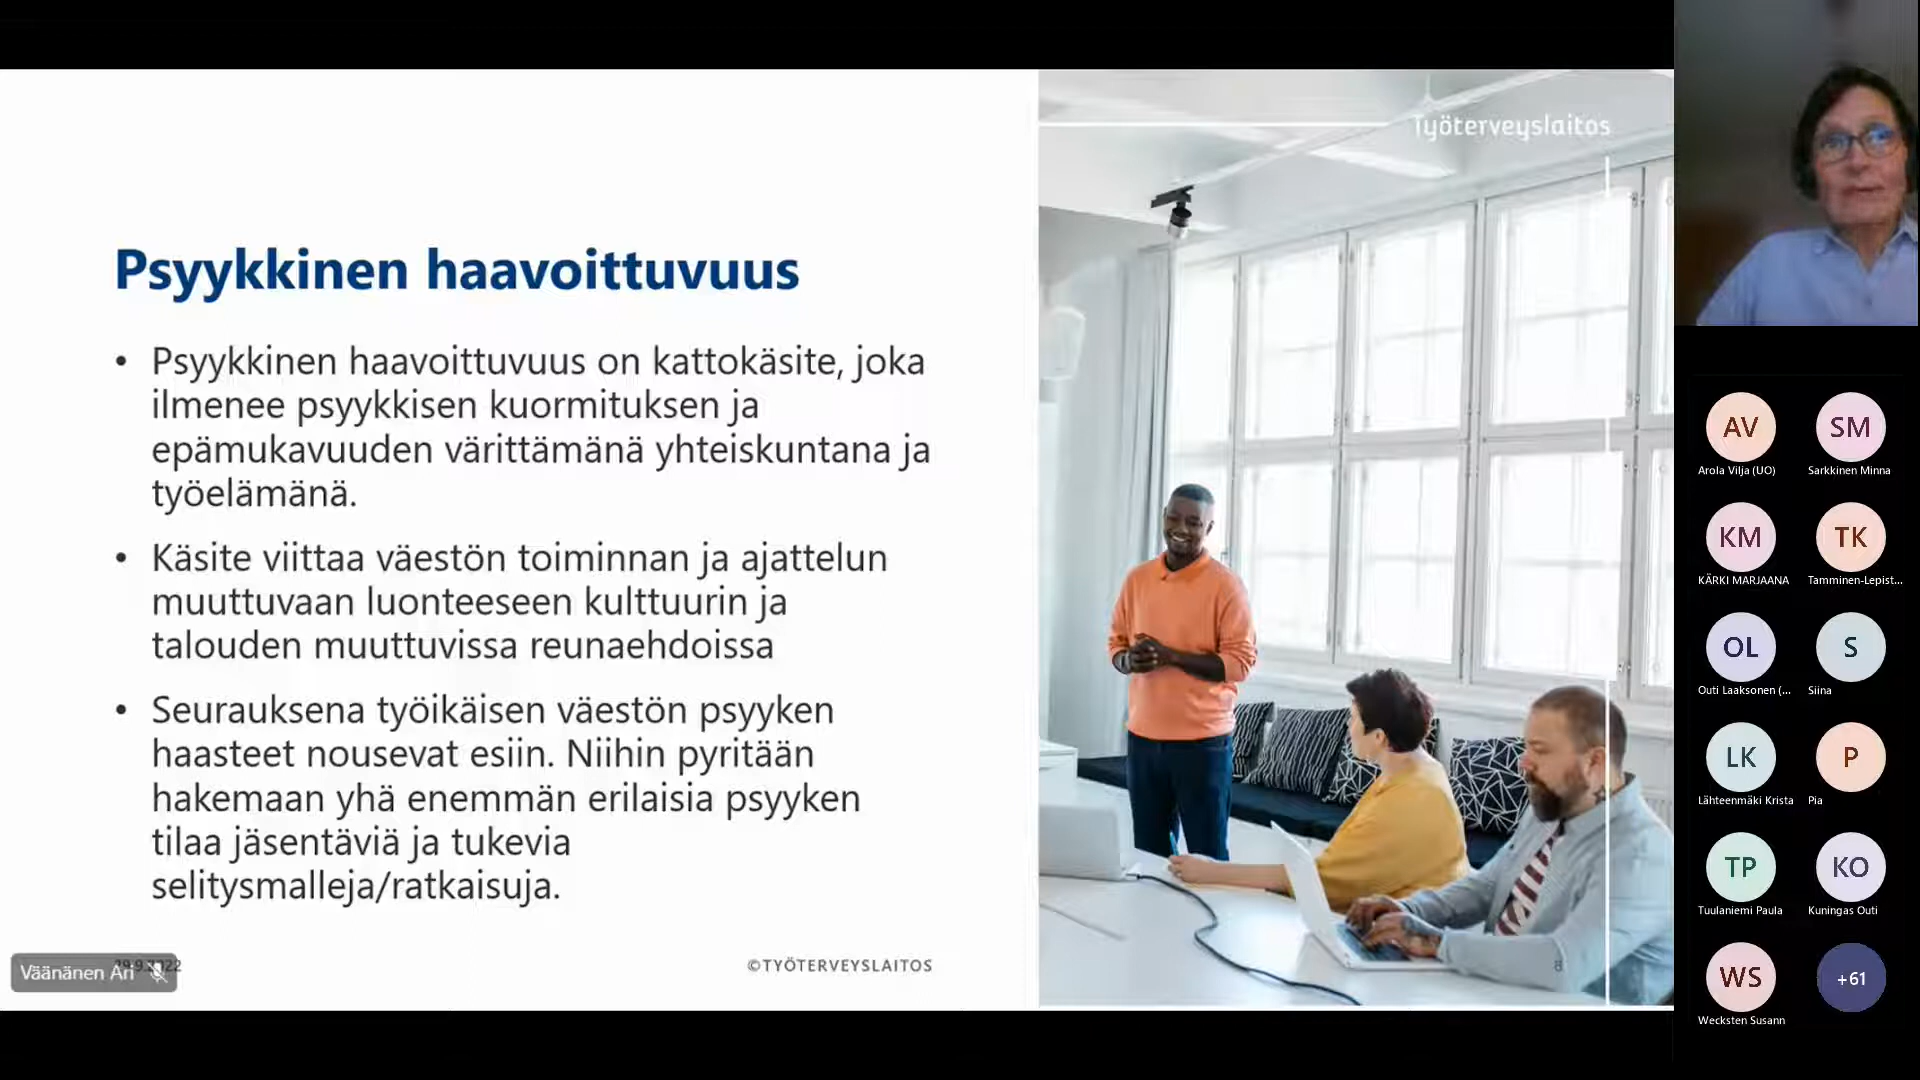 Työterveyslaitos
Psyykkinen haavoittuvuus
• Psyykkinen haavoittuvuus on kattokäsite, joka
ilmenee psyykkisen kuormituksen ja
epämukavuuden värittämänä yhteiskuntana ja
työelämänä.
• Käsite viittaa väestön toiminnan ja ajattelun
muuttuvaan luonteeseen kulttuurin ja
talouden muuttuvissa reunaehdoissa
• Seurauksena työikäisen väestön psyyken
haasteet nousevat esiin. Niihin pyritään
hakemaan yhä enemmän erilaisia psyyken
tilaa jäsentäviä ja tukevia
selitysmalleja/ratkaisuja.
Väänänen Ari
©TYÖTERVEYSLAITOS
8
AV
Arola Vilja (UO)
SM
Sarkkinen Minna
KM
KÄRKI MARJAANA
TK
Tamminen-Lepist...
OL
Outi Laaksonen (...
S
Siina
LK
Lähteenmäki Krista
P
Pia
TP
Tuulaniemi Paula
KO
Kuningas Outi
WS
Wecksten Susann
+61